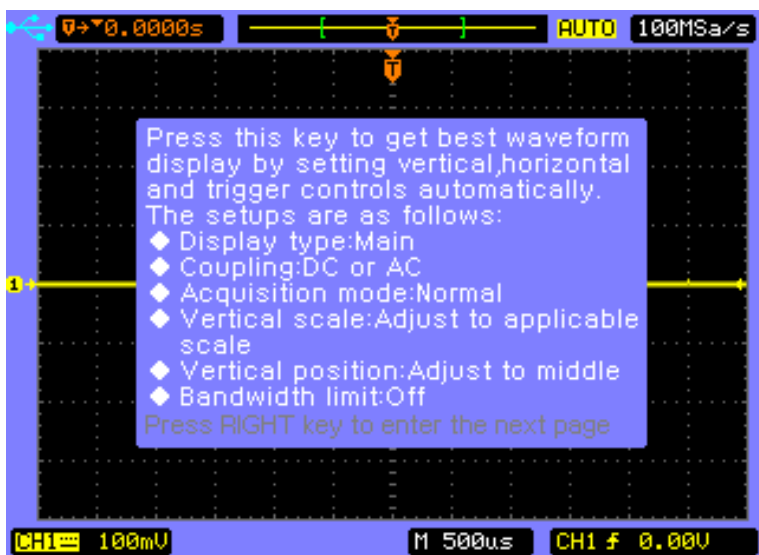 T→▼0.0000s T AUTO 100MSa/s
T
Press this key to get best waveform
display by setting vertical,horizontal
and trigger controls automatically.
The setups are as follows:
◆ Display type:Main
◆ Coupling:DC or AC
◆ Acquisition mode:Normal
◆ Vertical scale:Adjust to applicable
scale
◆ Vertical position:Adjust to middle
◆ Bandwidth limit:Off
Press RIGHT key to enter the next page
1
CH1 100mV M 500us CH1 0.00V